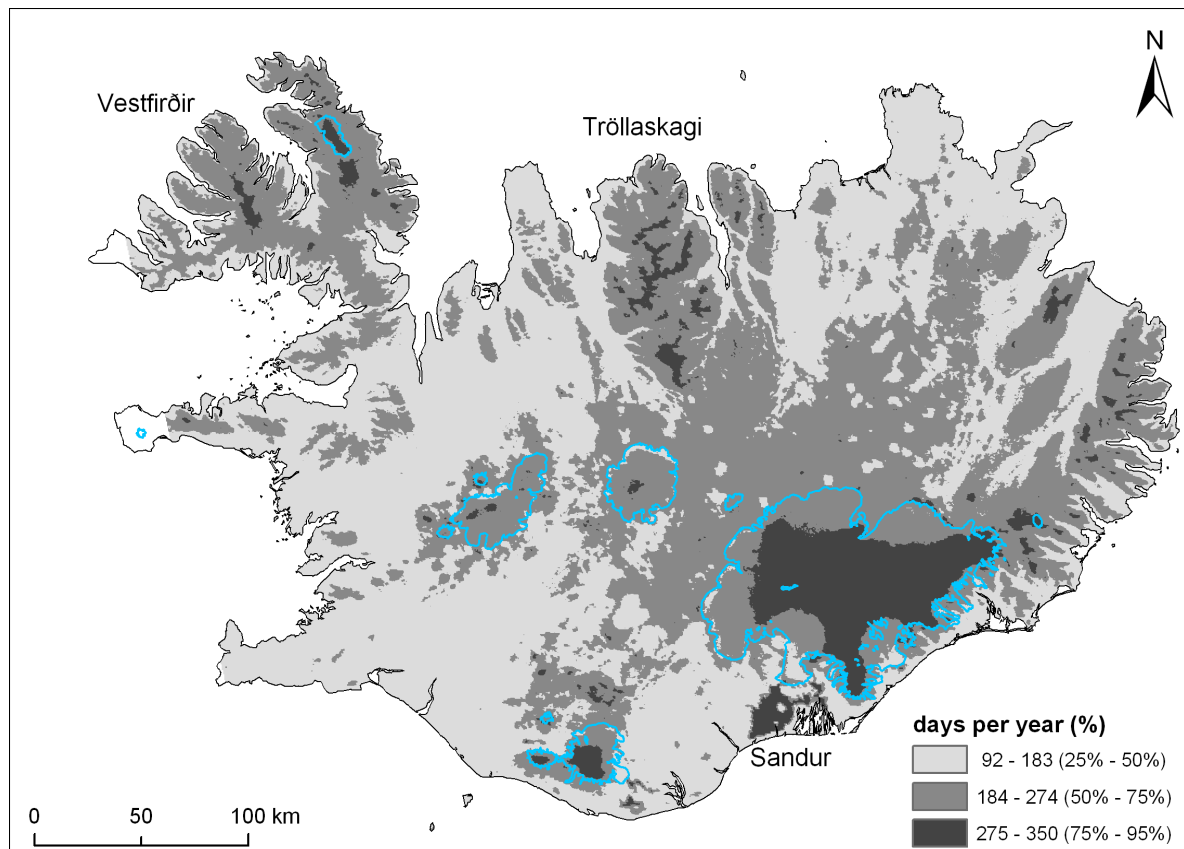 N
Vestfirðir
Tröllaskagi
Sandur
days per year (%)
92 - 183 (25% - 50%)
184 - 274 (50% - 75%)
275 - 350 (75% - 95%)
0 50 100 km